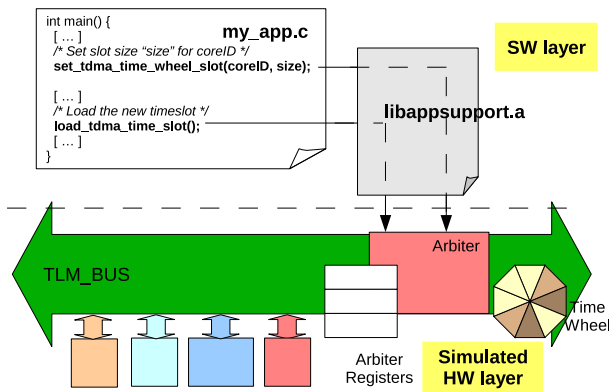 int main() {
my_app.c
[ ... ]
/* Set slot size “size” for coreID */
set_tdma_time_wheel_slot(coreID, size);
[ ... ]
/* Load the new timeslot */
load_tdma_time_slot();
[ ... ]
}
SW layer
libappsupport.a
Arbiter
TLM_BUS
Time
Wheel
Arbiter
Registers
Simulated
HW layer